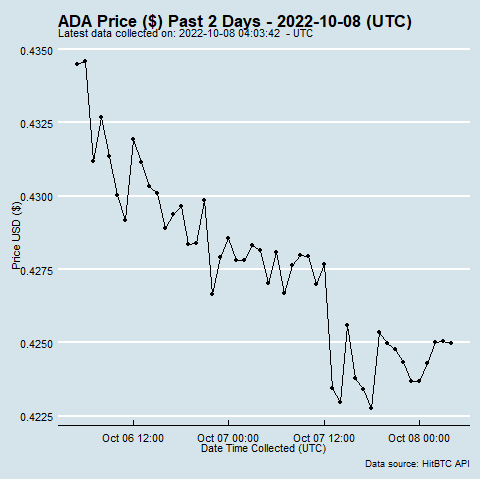 ADA Price ($) Past 2 Days - 2022-10-08 (UTC)
Latest data collected on: 2022-10-08 04:03:42 - UTC
0.4350
0.4325
0.4300
0.4275
0.4250
0.4225
Price USD ($)
Oct 06 12:00
Oct 07 00:00
Oct 07 12:00
Oct 08 00:00
Date Time Collected (UTC)
Data source: HitBTC API